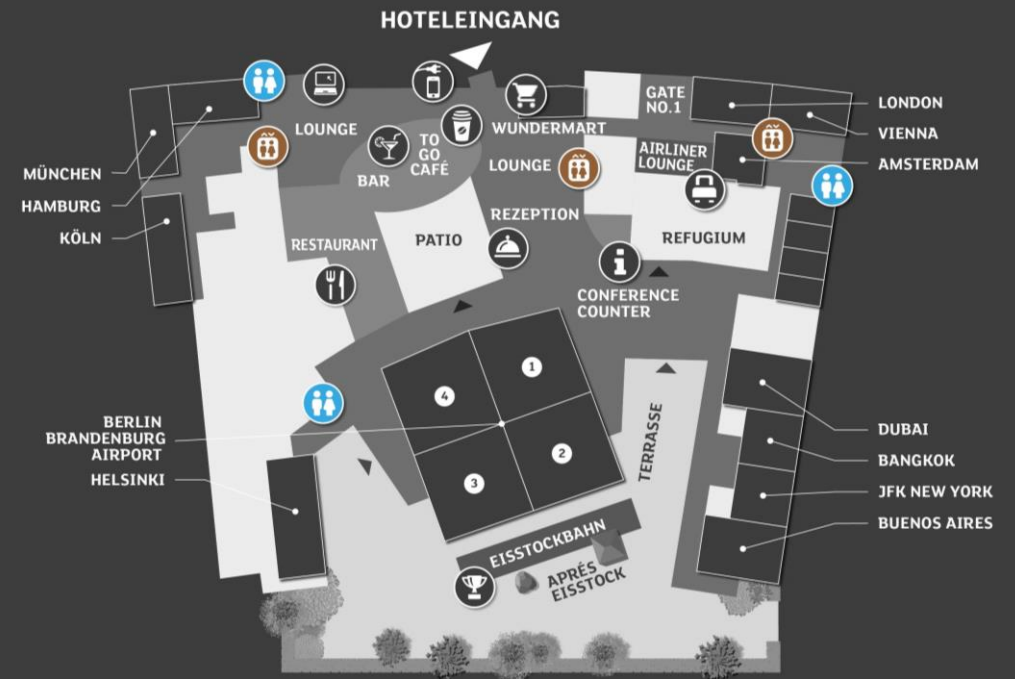 HOTELEINGANG
LOUNGE
BAR
TO
GO
CAFÉ
WUNDERMART
LOUNGE
GATE
NO.1
AIRLINER
LOUNGE
LONDON
VIENNA
AMSTERDAM
MÜNCHEN
HAMBURG
KÖLN
RESTAURANT
PATIO
REZEPTION
REFUGIUM
CONFERENCE
COUNTER
1
4
2
3
BERLIN
BRANDENBURG
AIRPORT
HELSINKI
TERRASSE
DUBAI
BANGKOK
JFK NEW YORK
BUENOS AIRES
EISSTOCKBAHN
APRÉS
EISSTOCK